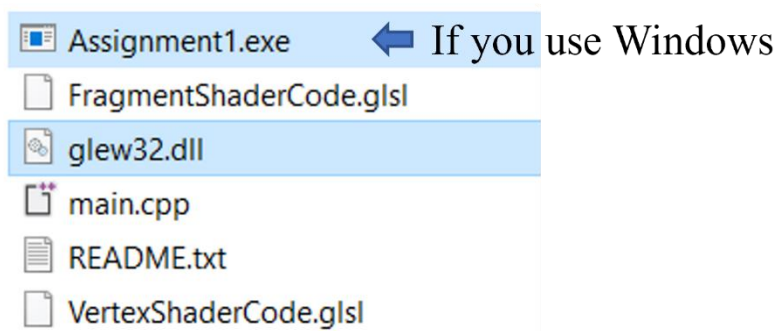 Assignment1.exe If you use Windows
FragmentShaderCode.glsl
glew32.dll
main.cpp
README.txt
VertexShaderCode.glsl